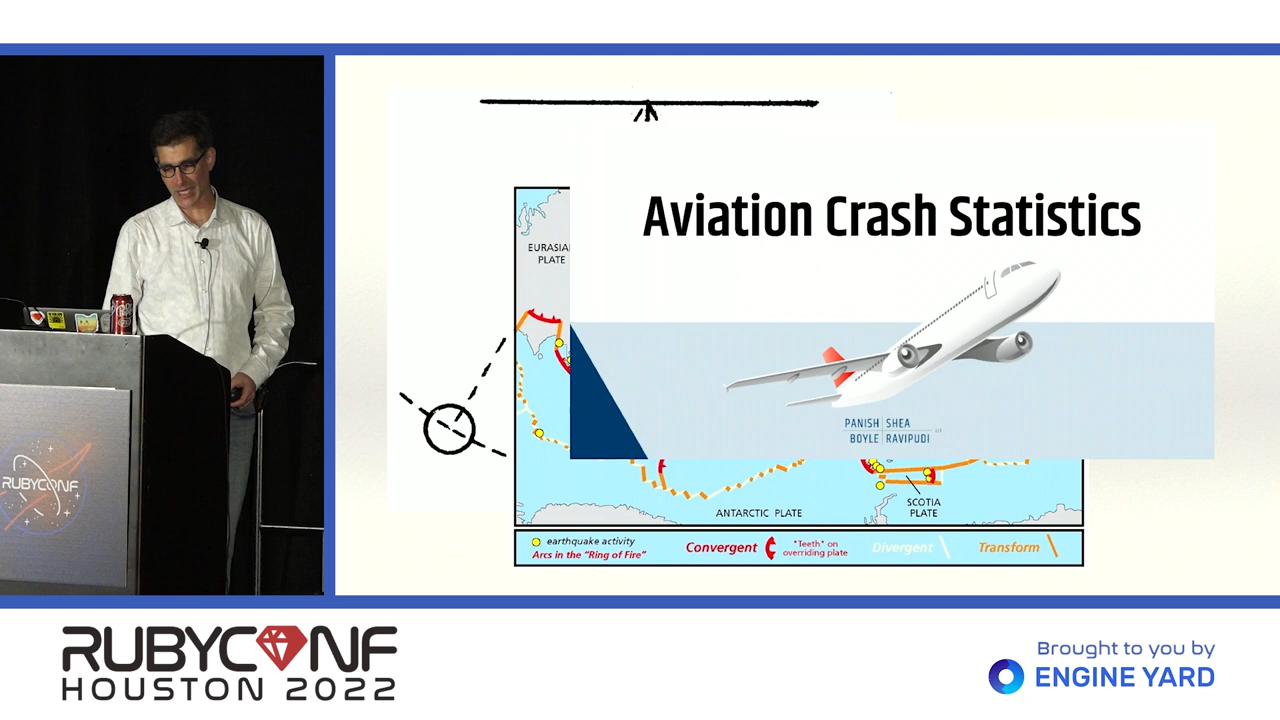 Aviation Crash Statistics
EURASIAN
PLATE
PANISH SHEA
BOYLE RAVIPUDI LLP
ANTARCTIC PLATE
SCOTIA
PLATE
earthquake activity
Arcs in the "Ring of Fire"
Convergent
"Teeth" on
overriding plate
Divergent
Transform
RUBYCONF
RUBYCONF
HOUSTON 2022
Brought to you by
ENGINE YARD